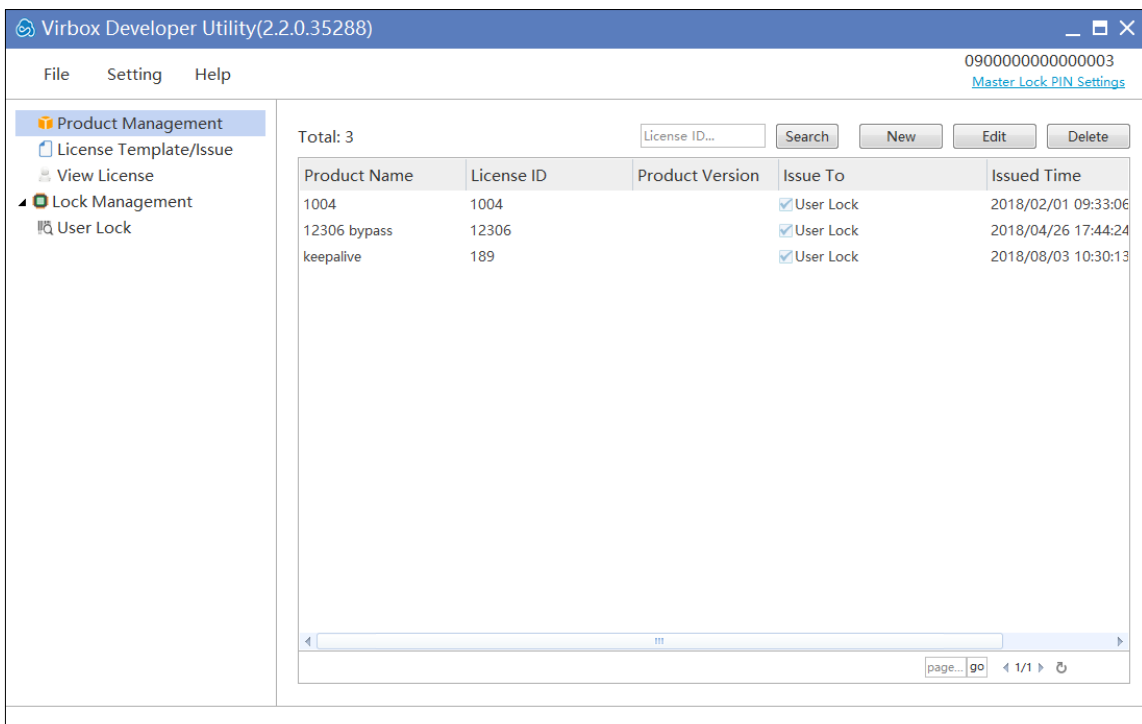 Virbox Developer Utility(2.2.0.35288)
File Setting Help
0900000000000003
Master Lock PIN Settings
Product Management
License Template/Issue
View License
Lock Management
User Lock
Total: 3 License ID... Search New Edit Delete
Product Name License ID Product Version Issue To Issued Time
1004 1004 User Lock 2018/02/01 09:33:06
12306 bypass 12306 User Lock 2018/04/26 17:44:24
keepalive 189 User Lock 2018/08/03 10:30:13
page... go 1/1